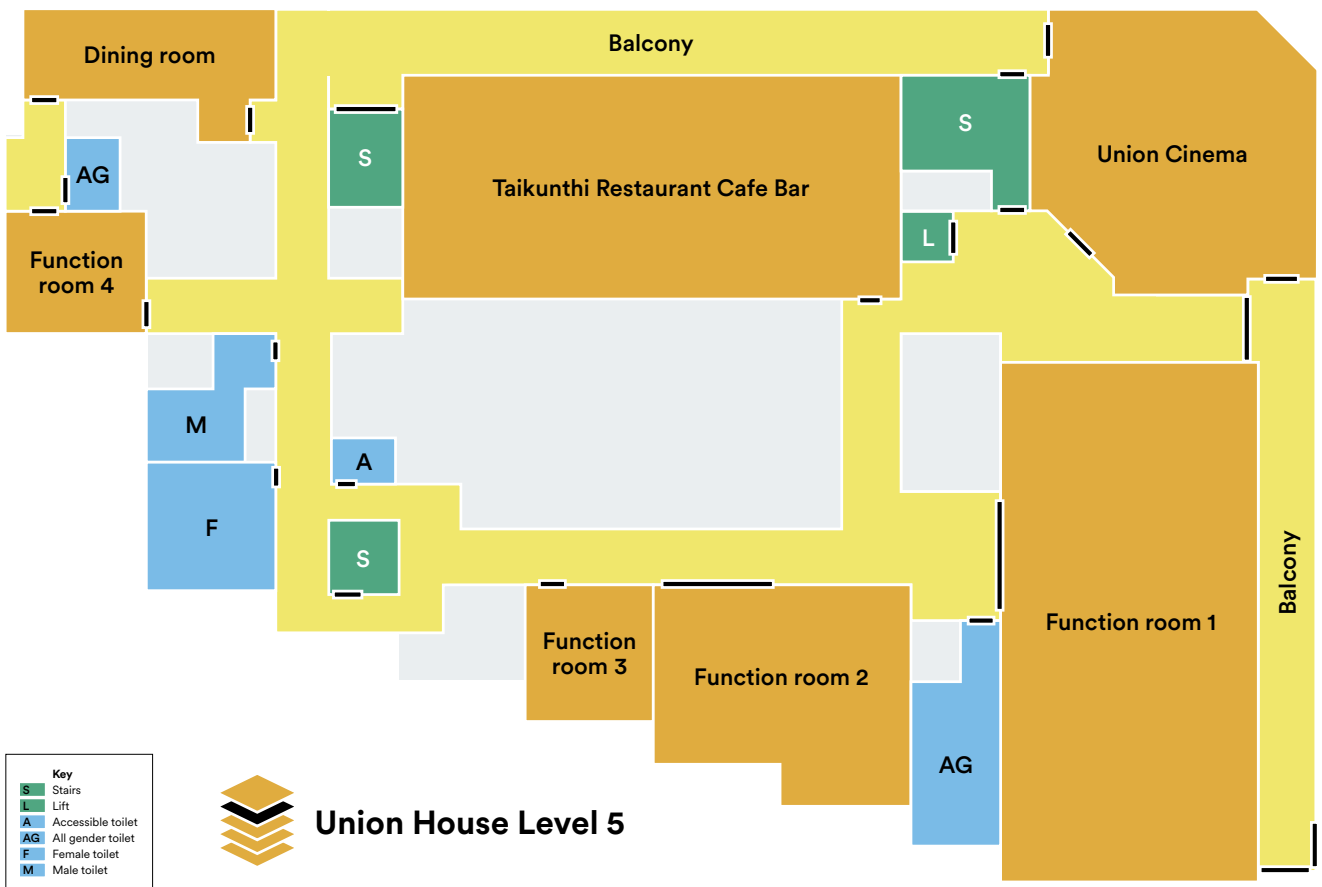 Dining room
Balcony
S
Union Cinema
S
AG
Taikunthi Restaurant Cafe Bar
L
Function
room 4
M
A
F
S
Balcony
Function room 1
Function
room 3
Function room 2
AG
Key
S Stairs
L Lift
A Accessible toilet
AG All gender toilet
F Female toilet
M Male toilet
Union House Level 5